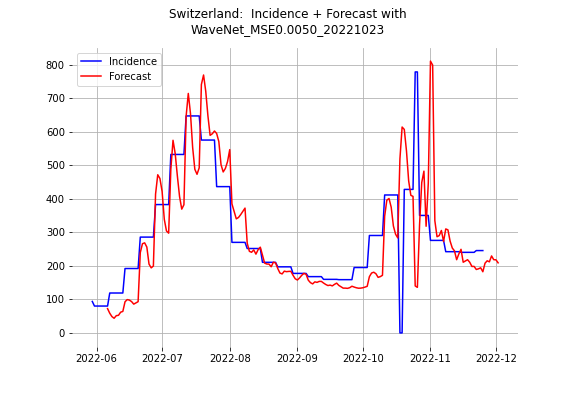 Switzerland:  Incidence + Forecast with
WaveNet_MSE0.0050_20221023
Incidence
Forecast
800
700
600
500
400
300
200
100
0
2022-06 2022-07 2022-08 2022-09 2022-10 2022-11 2022-12